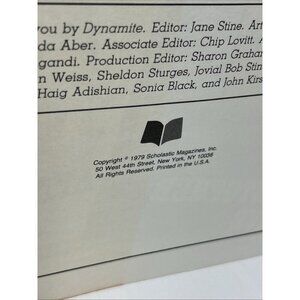 you by Dynamite. Editor: Jane Stine. Art
da Aber. Associate Editor: Chip Lovitt. A
gandi. Production Editor: Sharon Graham
n Weiss, Sheldon Sturges, Jovial Bob Stin
Haig Adishian, Sonia Black, and John Kirs
Copyright © 1979 Scholastic Magazines, Inc.
50 West 44th Street, New York, NY 10036
All Rights Reserved. Printed in the U.S.A.